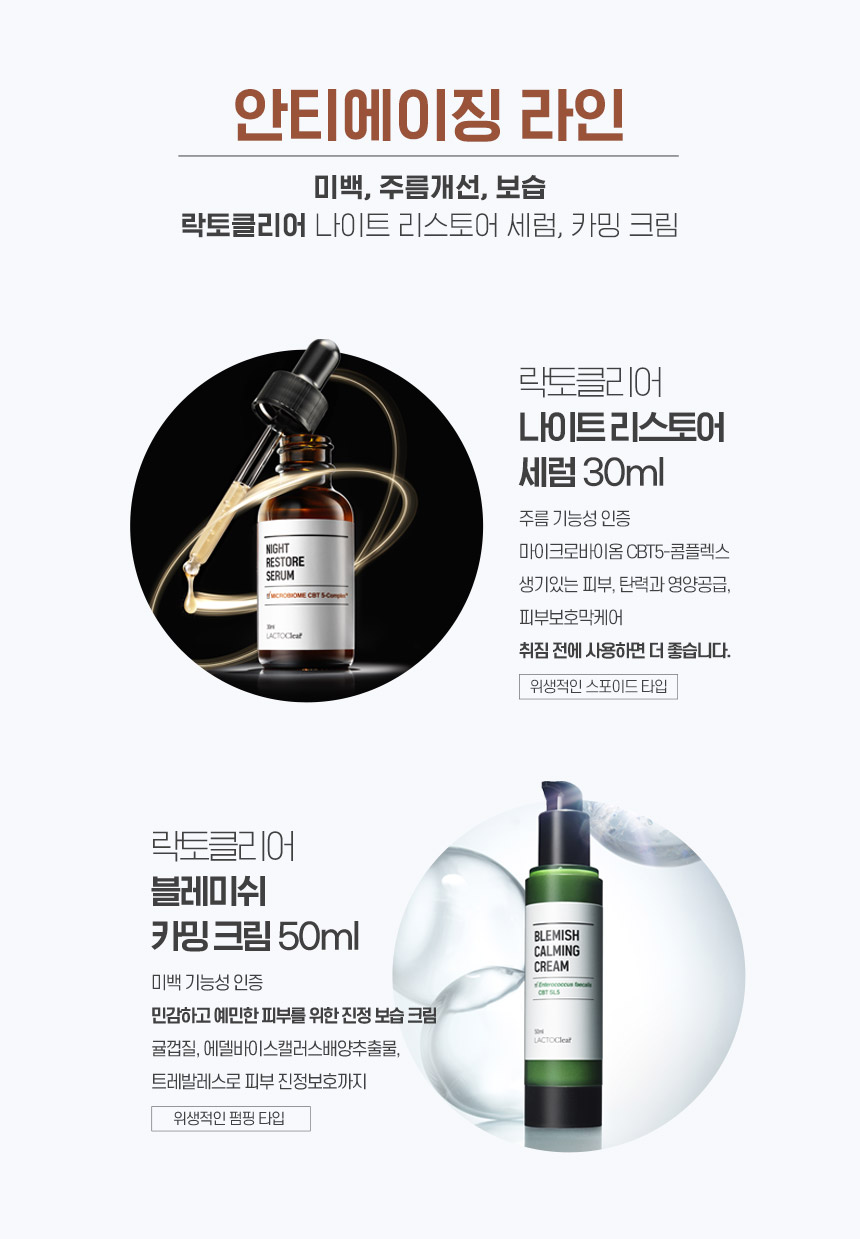 안티에이징 라인
미백, 주름개선, 보습
락토클리어 나이트 리스토어 세럼, 카밍 크림
락토클리어
나이트 리스토어
세럼 30ml
주름 기능성 인증
마이크로바이옴 CBT5-콤플렉스
생기있는 피부, 탄력과 영양공급,
피부보호막케어
취짐 전에 사용하면 더 좋습니다.
위생적인 스포이드 타입
NIGHT
RESTORE
SERUM
MICROBIOME CBT 5-Complex™
30ml
LACTOClear
락토클리어
블레미쉬
카밍 크림 50ml
미백 기능성 인증
민감하고 예민한 피부를 위한 진정 보습 크림
귤껍질, 에델바이스캘러스배양추출물,
트레발레스로 피부 진정보호까지
위생적인 펌핑 타입
BLEMISH
CALMING
CREAM
Enterococcus faecalis
CBT SL5
50ml
LACTOClear